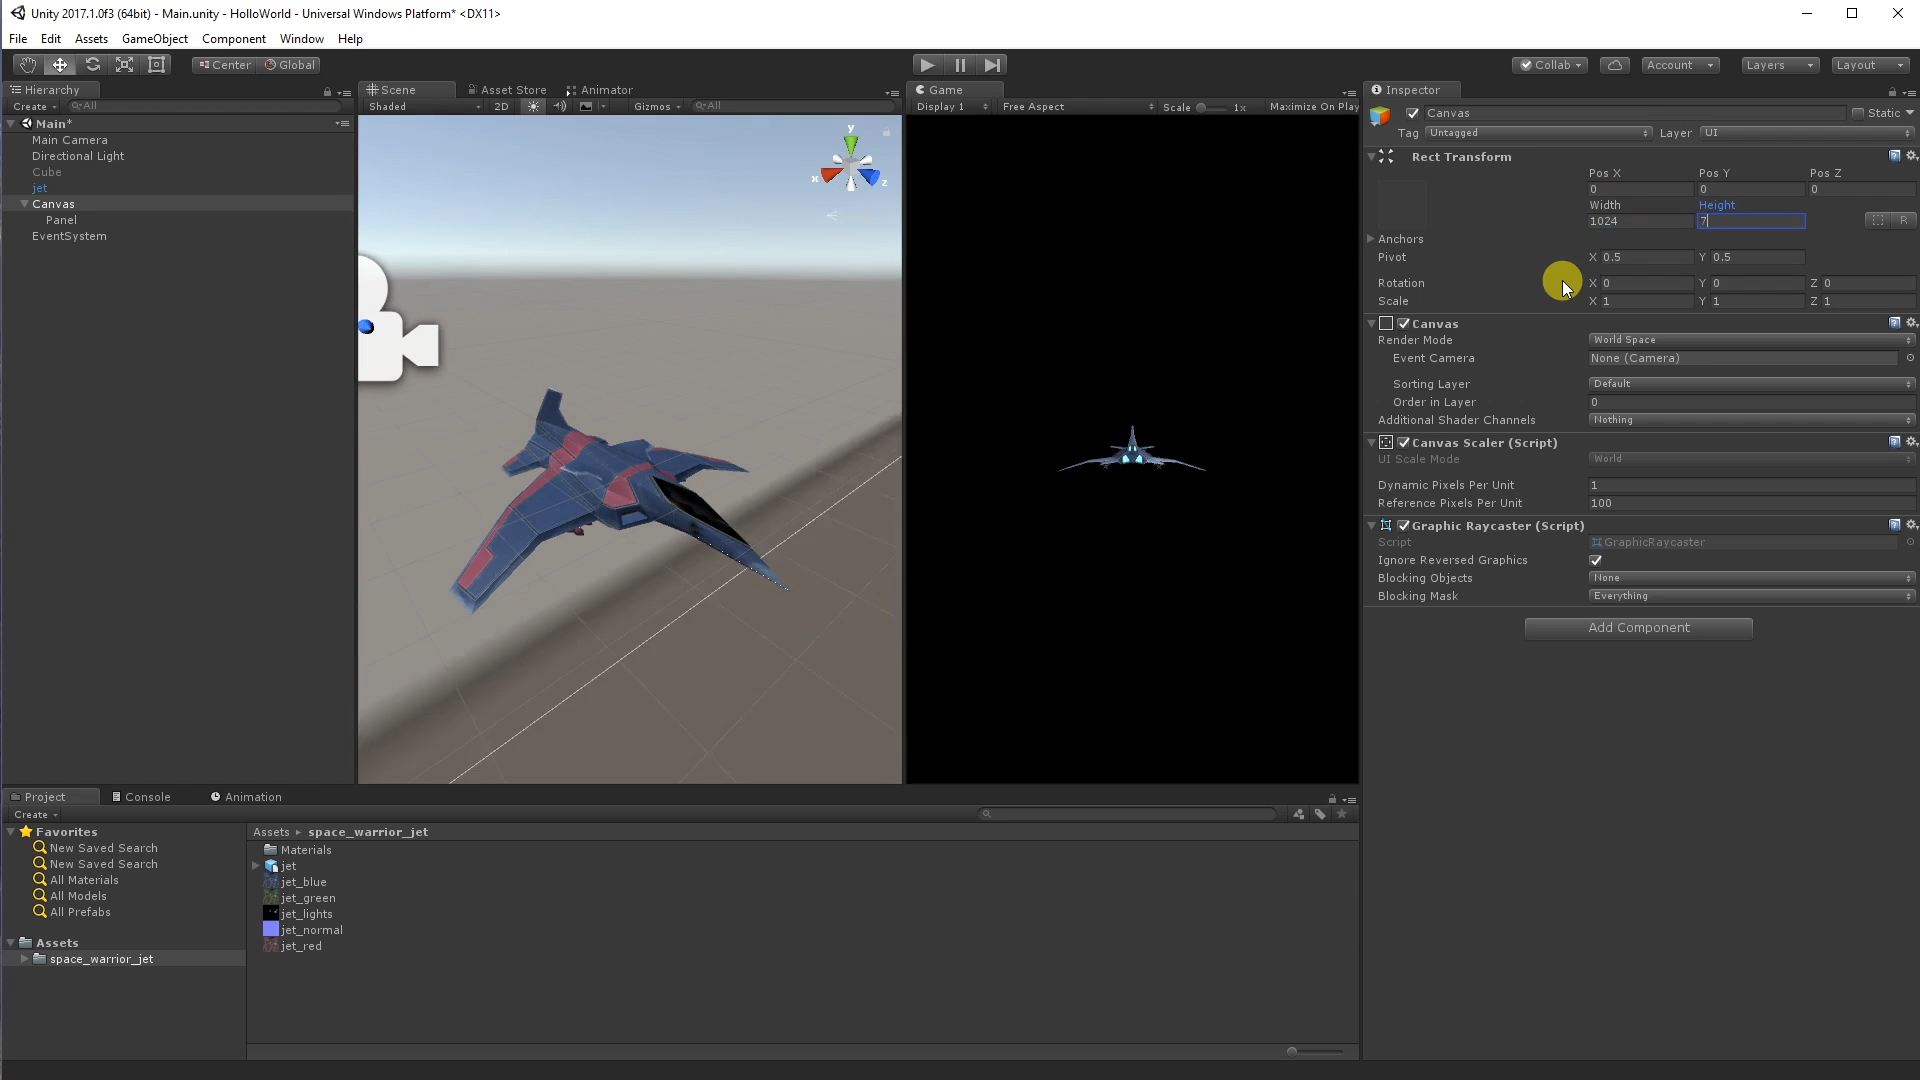 Unity 2017.1.0f3 (64bit) - Main.unity - HolloWorld - Universal Windows Platform* <DX11>
File Edit Assets GameObject Component Window Help
Center Global Collab Account Layers Layout
Hierarchy
Create All
Main*
Main Camera
Directional Light
Cube
jet
Canvas
Panel
EventSystem
Scene Asset Store Animator
Shaded 2D Gizmos All
y
x
z
Game
Display 1 Free Aspect Scale 1x Maximize On Play
Inspector
Canvas Static
Tag Untagged Layer UI
Rect Transform
Pos X Pos Y Pos Z
0 0 0
Width Height
1024 7 R
Anchors
Pivot X 0.5 Y 0.5
Rotation X 0 Y 0 Z 0
Scale X 1 Y 1 Z 1
Canvas
Render Mode World Space
Event Camera None (Camera)
Sorting Layer Default
Order in Layer 0
Additional Shader Channels Nothing
Canvas Scaler (Script)
UI Scale Mode World
Dynamic Pixels Per Unit 1
Reference Pixels Per Unit 100
Graphic Raycaster (Script)
Script GraphicRaycaster
Ignore Reversed Graphics
Blocking Objects None
Blocking Mask Everything
Add Component
Project Console Animation
Create
Favorites
New Saved Search
New Saved Search
All Materials
All Models
All Prefabs
Assets
space_warrior_jet
Assets space_warrior_jet
Materials
jet
jet_blue
jet_green
jet_lights
jet_normal
jet_red